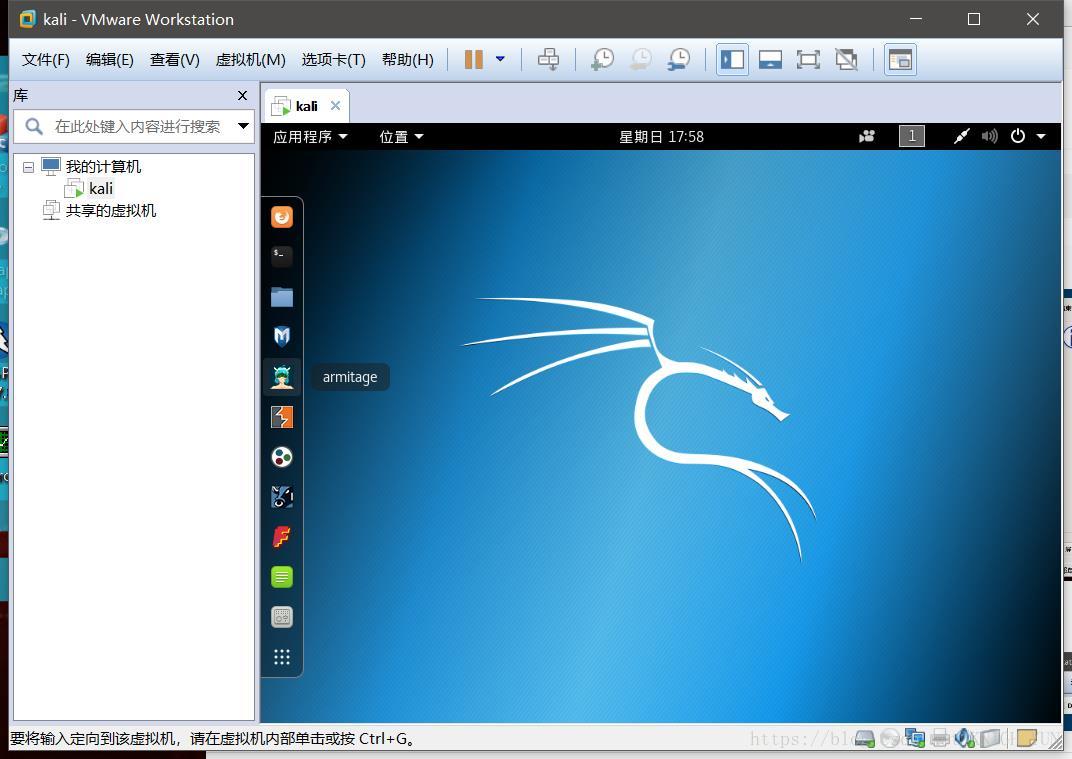 kali - VMware Workstation
文件(F) 编辑(E) 查看(V) 虚拟机(M) 选项卡(T) 帮助(H)
库
在此处键入内容进行搜索
我的计算机
kali
共享的虚拟机
kali
应用程序 位置 星期日 17:58 1
armitage
要将输入定向到该虚拟机，请在虚拟机内部单击或按 Ctrl+G。